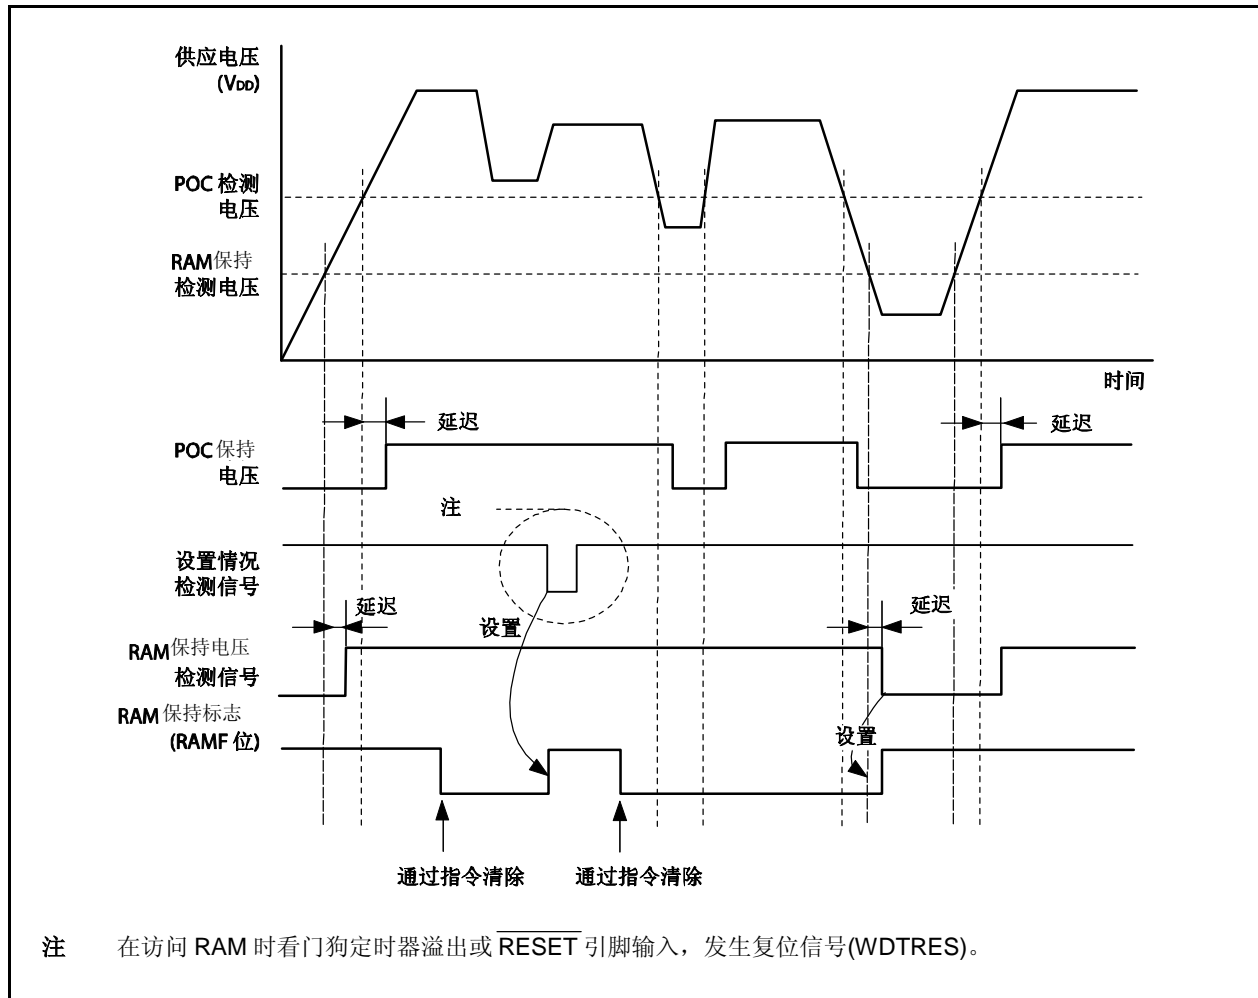 供应电压
(VDD)
POC 检测
电压
RAM保持
检测电压
时间
延迟
延迟
POC 保持
电压
注
设置情况
检测信号
延迟
延迟
设置
RAM保持电压
检测信号
RAM 保持标志
(RAMF 位)
设置
通过指令清除
通过指令清除
注 在访问 RAM 时看门狗定时器溢出或 RESET 引脚输入，发生复位信号(WDTRES)。